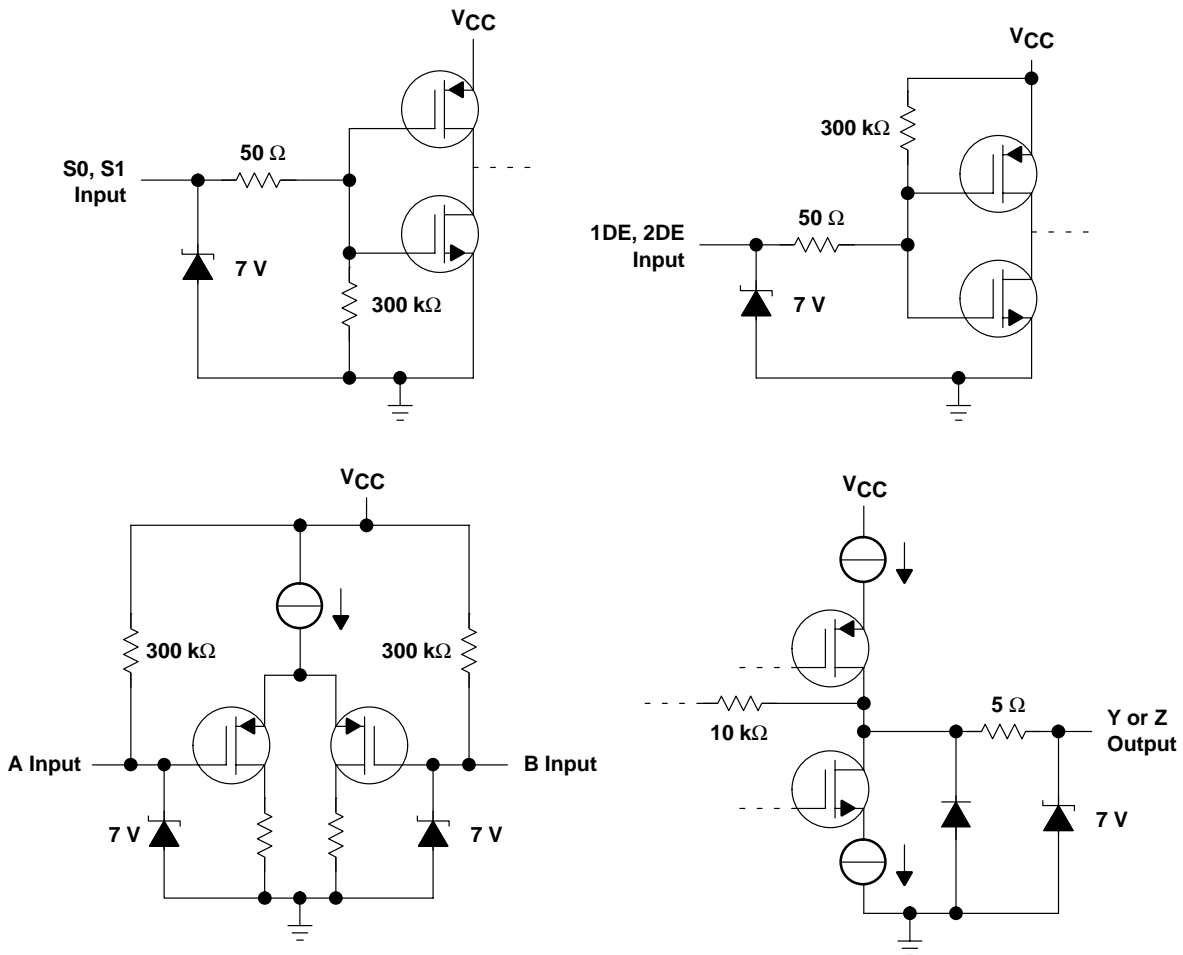 VCC
50 Ω
S0, S1
Input
7 V
300 kΩ
VCC
300 kΩ
50 Ω
1DE, 2DE
Input
7 V
VCC
300 kΩ
300 kΩ
A Input
B Input
7 V
7 V
VCC
10 kΩ
5 Ω
Y or Z
Output
7 V